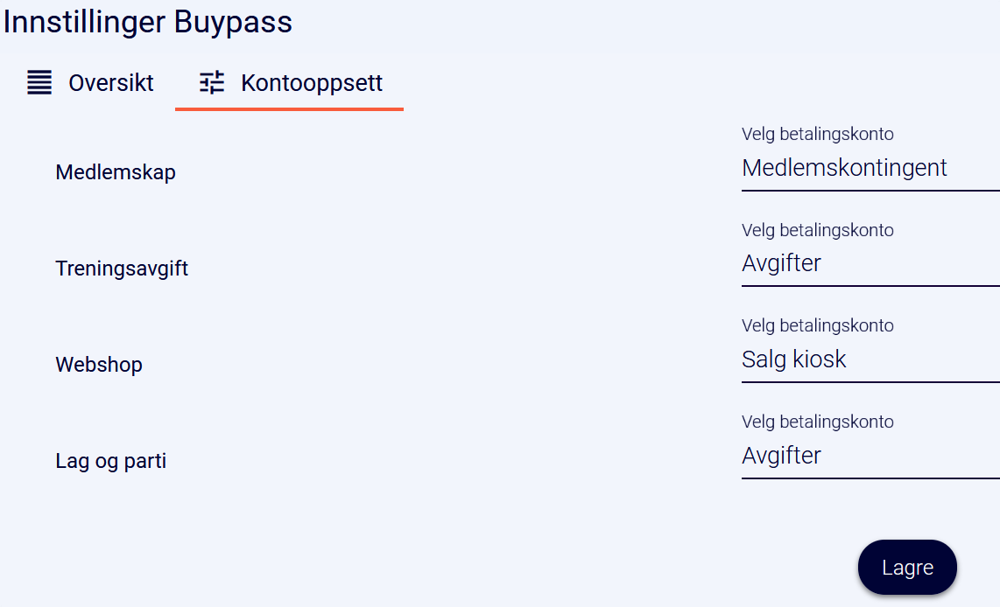 Innstillinger Buypass
Oversikt
Kontooppsett
Medlemskap
Velg betalingskonto
Medlemskontingent
Treningsavgift
Velg betalingskonto
Avgifter
Webshop
Velg betalingskonto
Salg kiosk
Lag og parti
Velg betalingskonto
Avgifter
Lagre